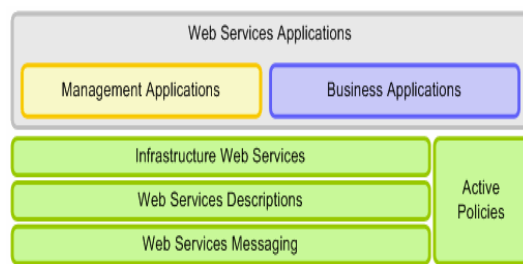 Web Services Applications
Management Applications
Business Applications
Infrastructure Web Services
Web Services Descriptions
Web Services Messaging
Active
Policies